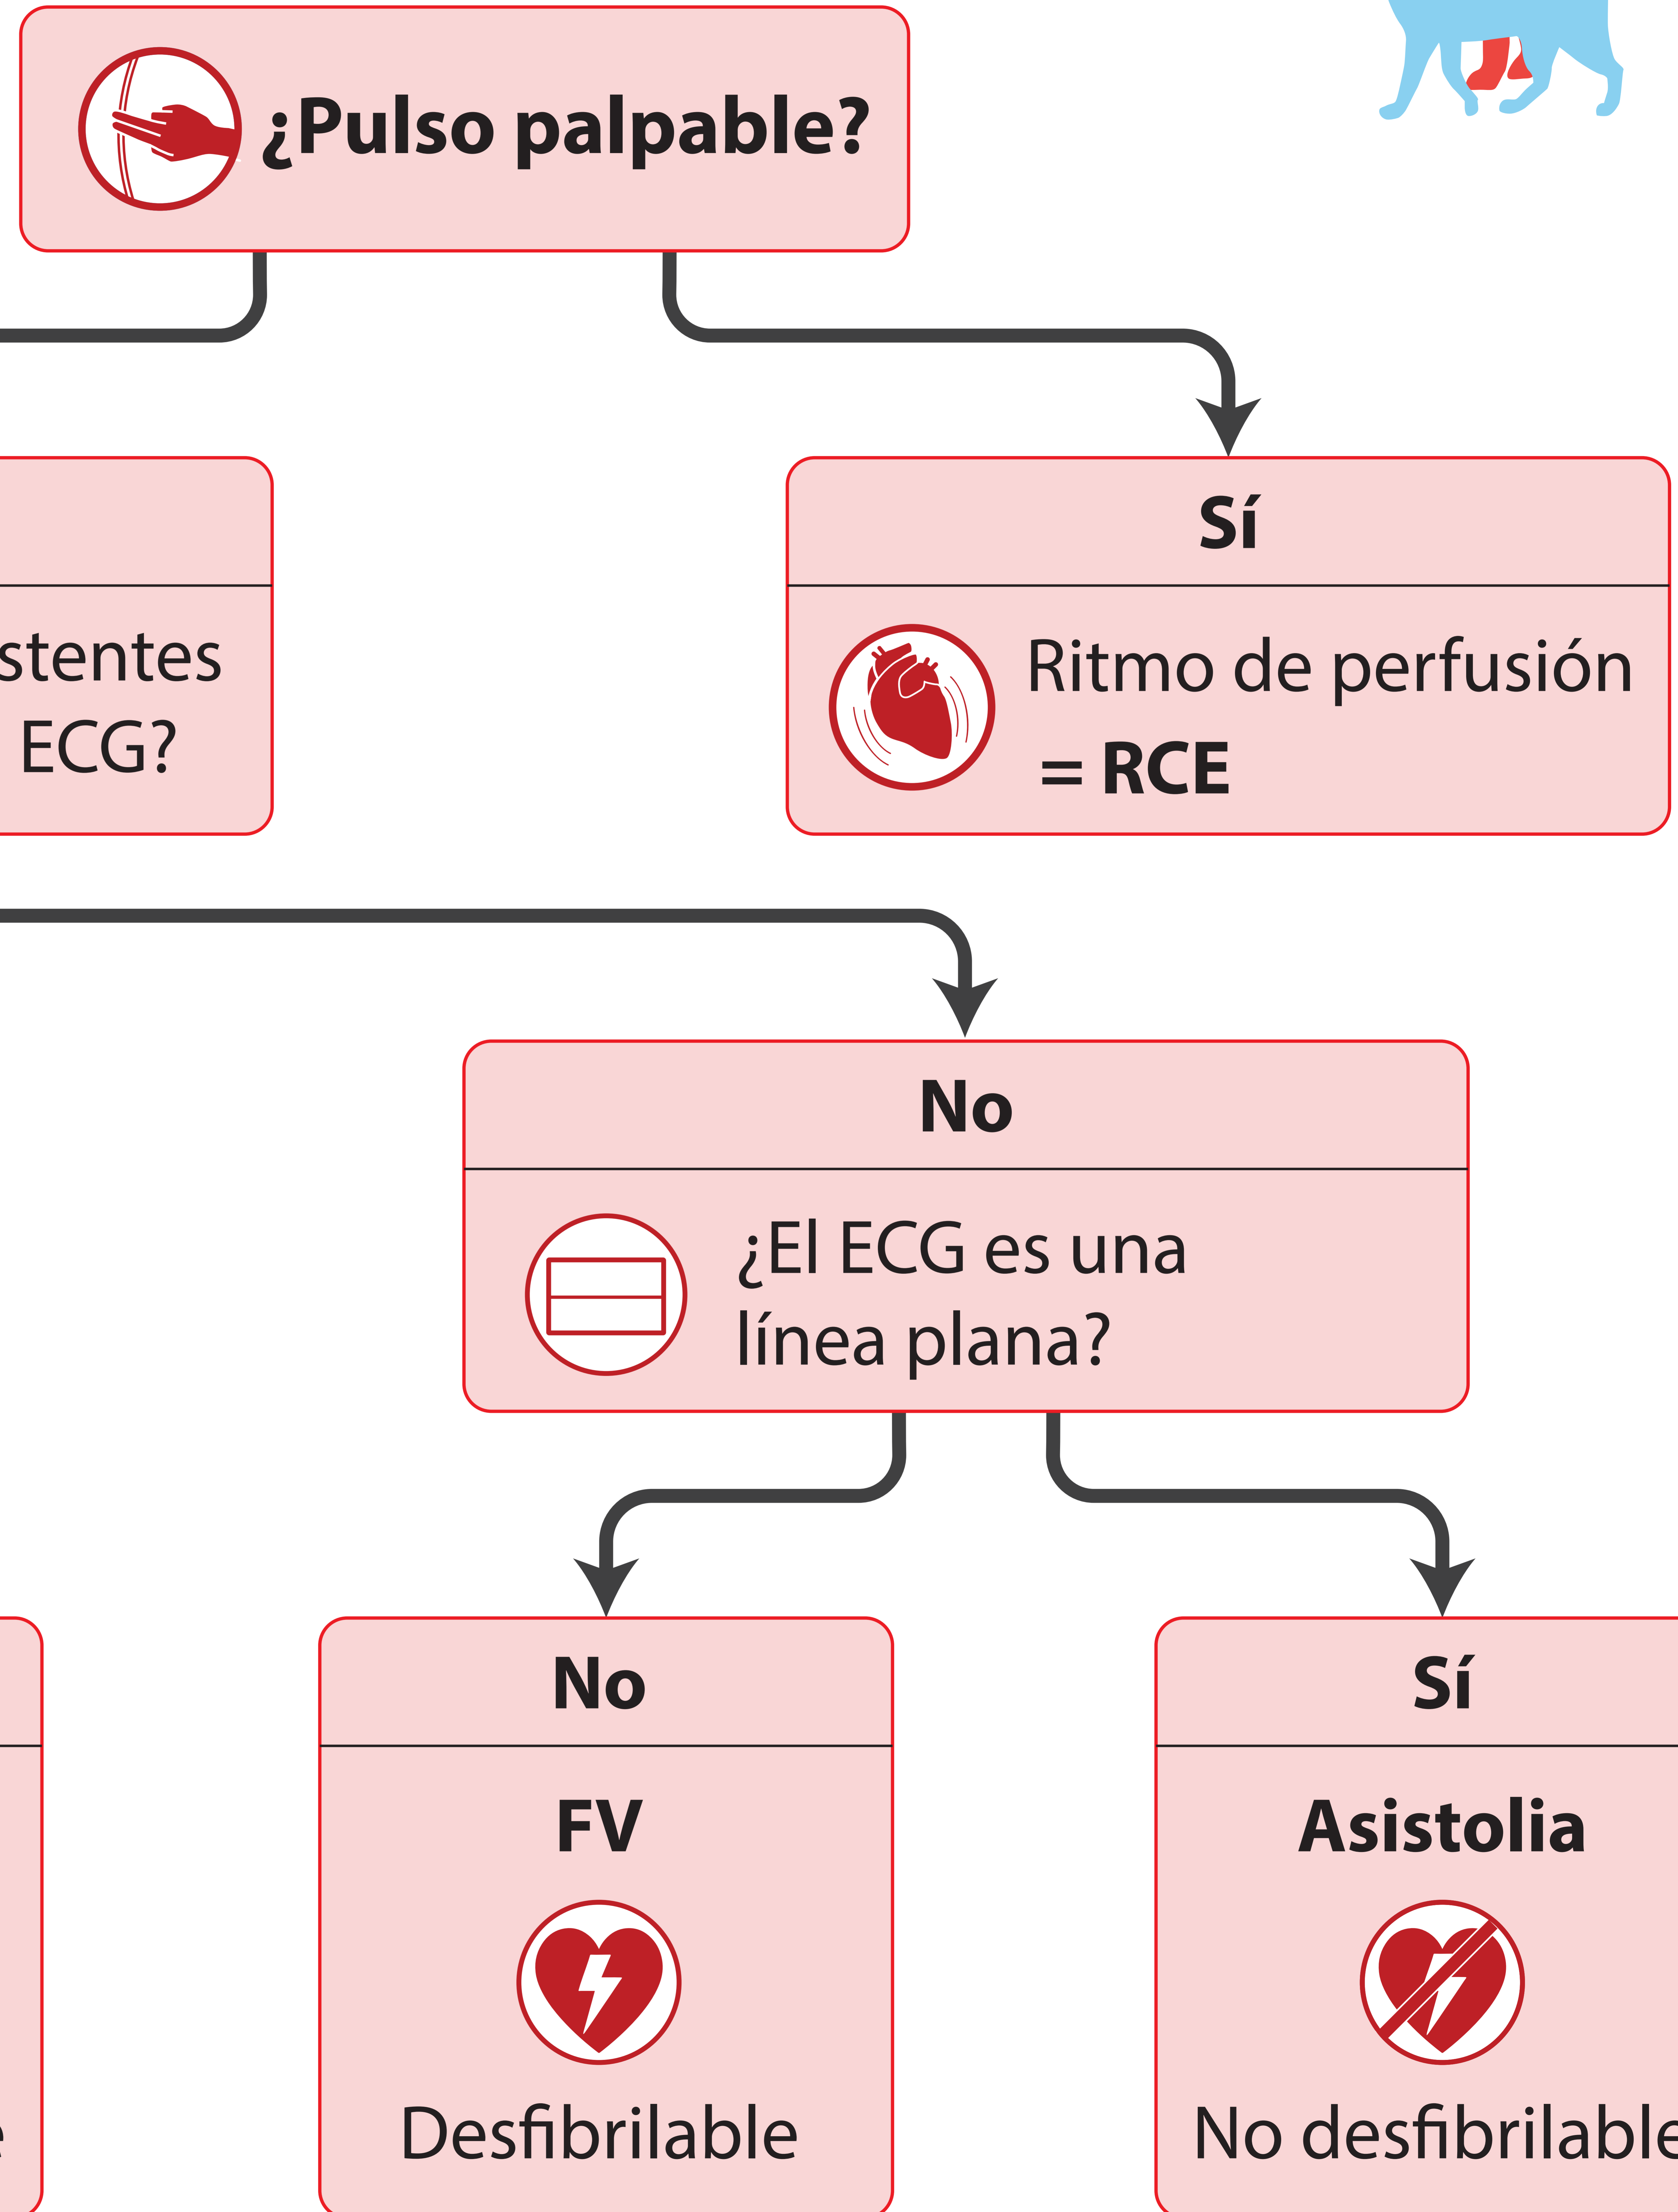 ¿Pulso palpable?
Sí
Ritmo de perfusión
= RCE
ECG?
No
¿El ECG es una
línea plana?
No
FV
Desfibrilable
Sí
Asistolia
No desfibrilable